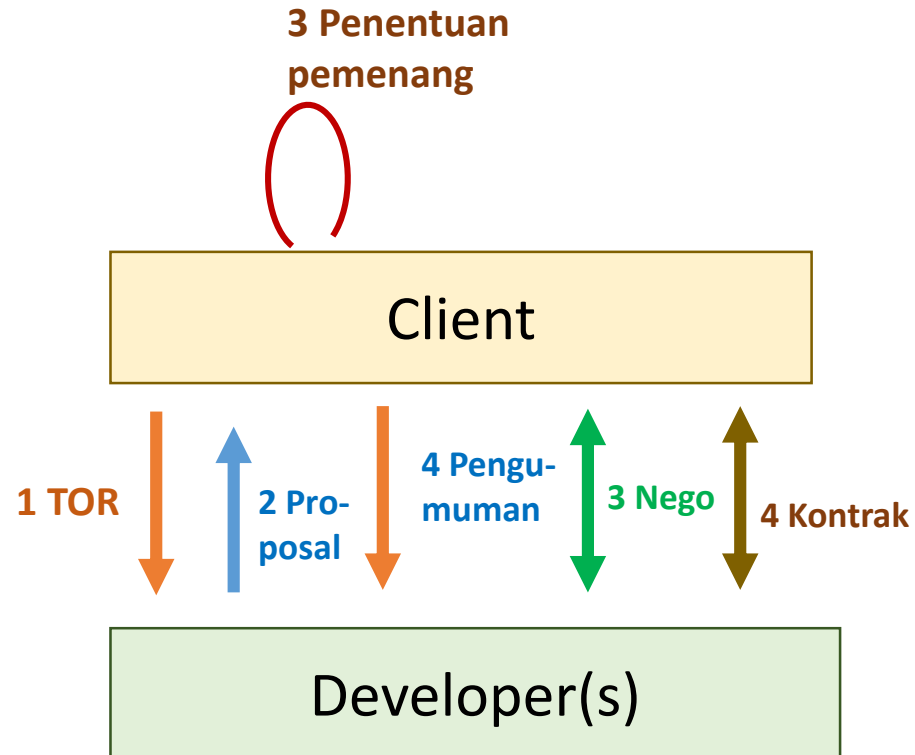 3 Penentuan
pemenang
Client
1 TOR
2 Pro-
posal
4 Pengu-
muman
3 Nego
4 Kontrak
Developer(s)